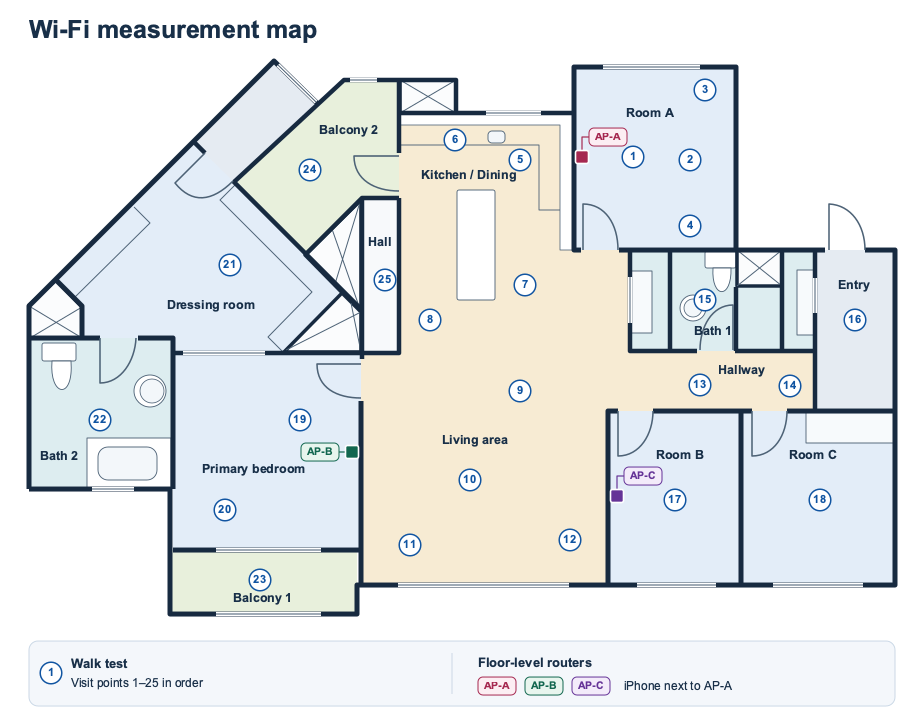 Wi-Fi measurement map
3
Room A
Balcony 2
AP-A
6
5
1
2
24
Kitchen / Dining
4
Hall
21
25
7
15
Entry
Dressing room
8
Bath 1
16
Hallway
13
14
9
22
19
Living area
AP-B
Bath 2
Primary bedroom
Room B
Room C
AP-C
10
17
18
20
11
12
23
Balcony 1
1
Walk test
Visit points 1–25 in order
Floor-level routers
AP-A AP-B AP-C iPhone next to AP-A